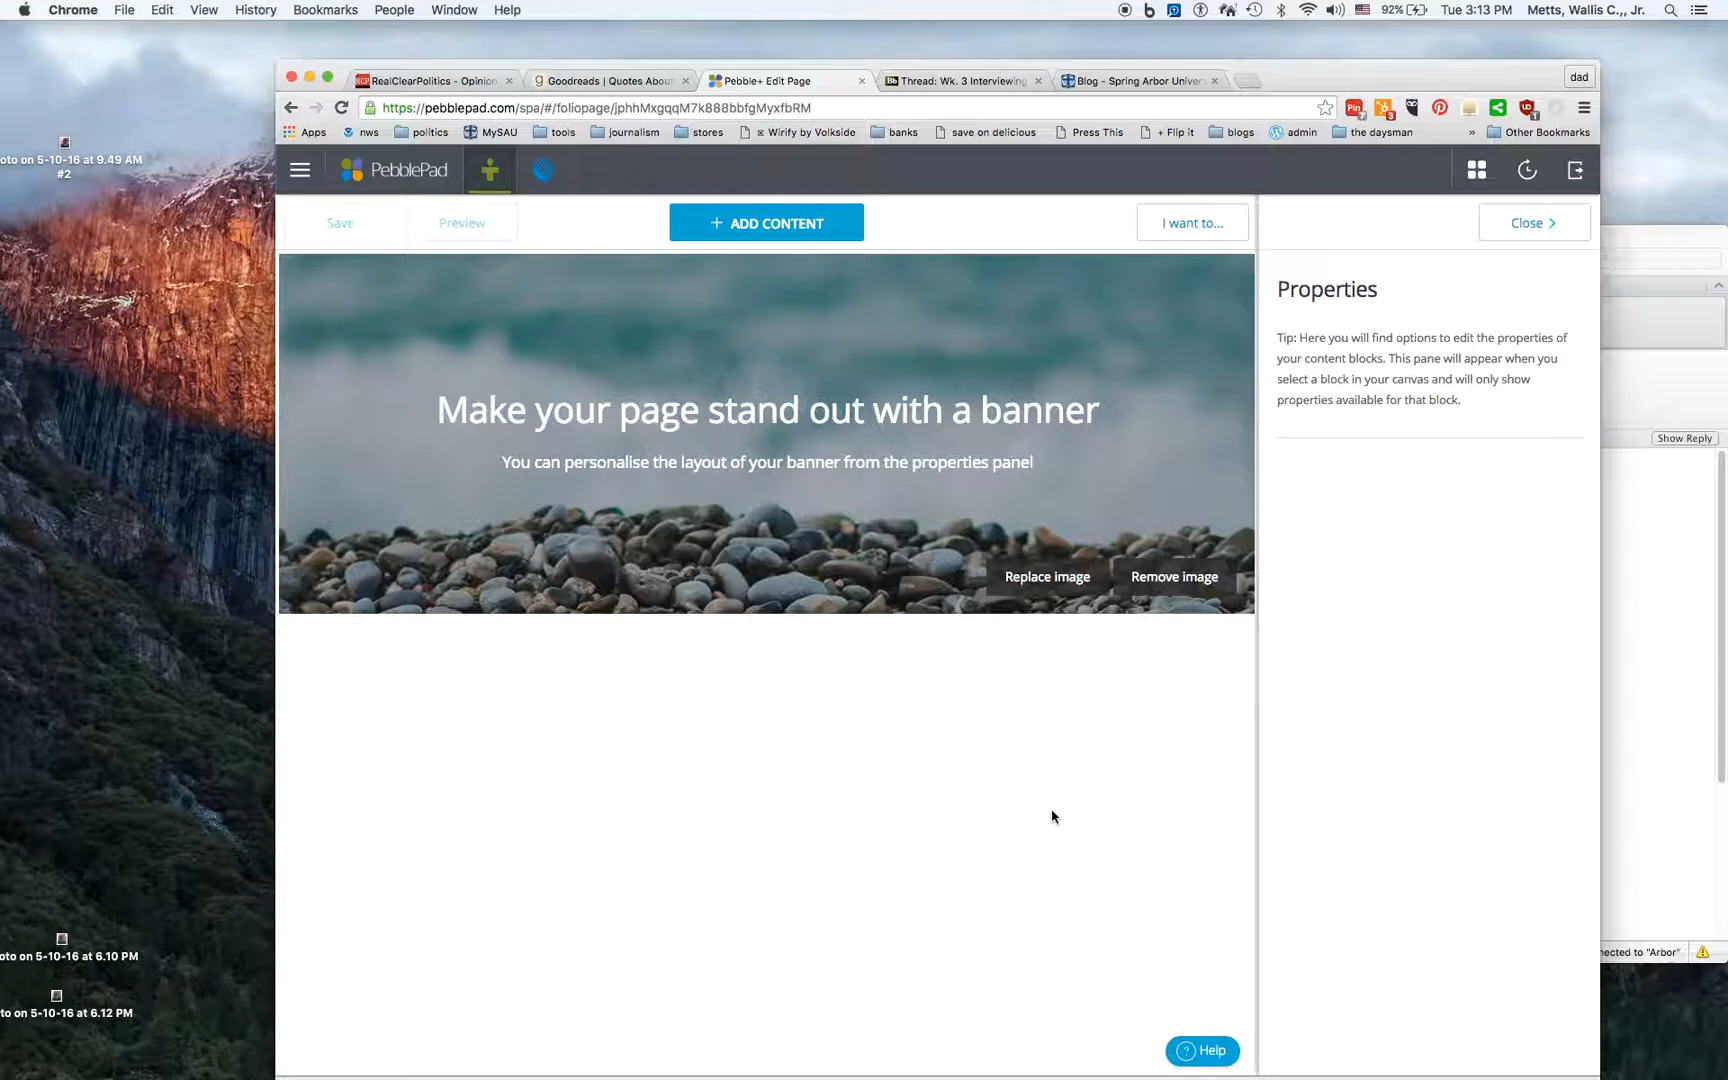 Chrome File Edit View History Bookmarks People Window Help 92% Tue 3:13 PM Metts, Wallis C.,, Jr.
RealClearPolitics - Opinion Goodreads | Quotes Abou Pebble+ Edit Page Thread: Wk. 3 Interviewing Blog - Spring Arbor Univers dad
https://pebblepad.com/spa/#/foliopage/jphhMxgqqM7k888bbfgMyxfbRM
Apps nws politics MySAU tools journalism stores Wirify by Volkside banks save on delicious Press This + Flip it blogs admin the daysman » Other Bookmarks
oto on 5-10-16 at 9.49 AM
#2
PebblePad
Save Preview + ADD CONTENT I want to... Close
Properties
Tip: Here you will find options to edit the properties of
your content blocks. This pane will appear when you
select a block in your canvas and will only show
properties available for that block.
Make your page stand out with a banner
You can personalise the layout of your banner from the properties panel
Replace image Remove image
Show Reply
nected to "Arbor"
oto on 5-10-16 at 6.10 PM
to on 5-10-16 at 6.12 PM
? Help